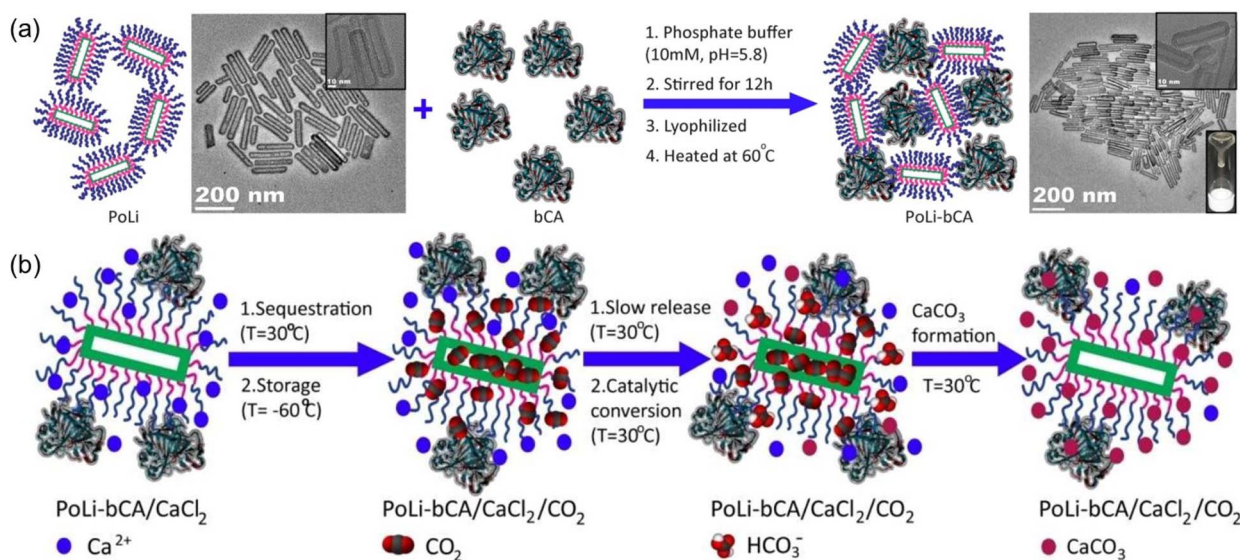 (a)
10 nm
200 nm
PoLi
+
bCA
1. Phosphate buffer
(10mM, pH=5.8)
2. Stirred for 12h
3. Lyophilized
4. Heated at 60°C
PoLi-bCA
10 nm
200 nm
(b)
1.Sequestration
(T=30°C)
2.Storage
(T= -60°C)
1.Slow release
(T=30°C)
2. Catalytic
conversion
(T=30°C)
CaCO3
formation
T=30°C
PoLi-bCA/CaCl2
PoLi-bCA/CaCl2/CO2
PoLi-bCA/CaCl2/CO2
PoLi-bCA/CaCl2/CO2
Ca2+
CO2
HCO3-
CaCO3